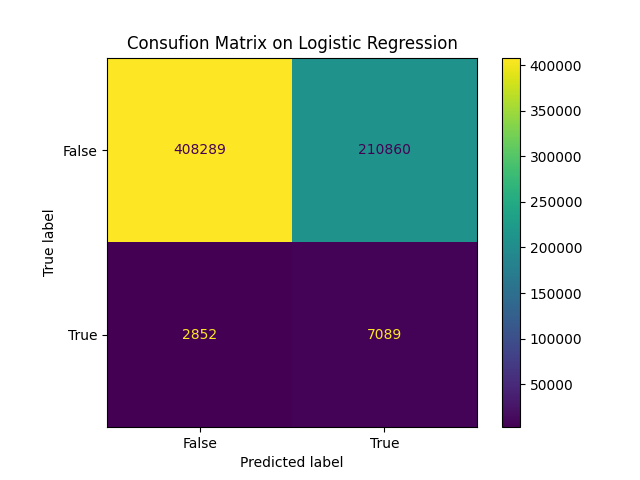 Consufion Matrix on Logistic Regression
True label
False
408289
210860
True
2852
7089
False
True
Predicted label
400000
350000
300000
250000
200000
150000
100000
50000